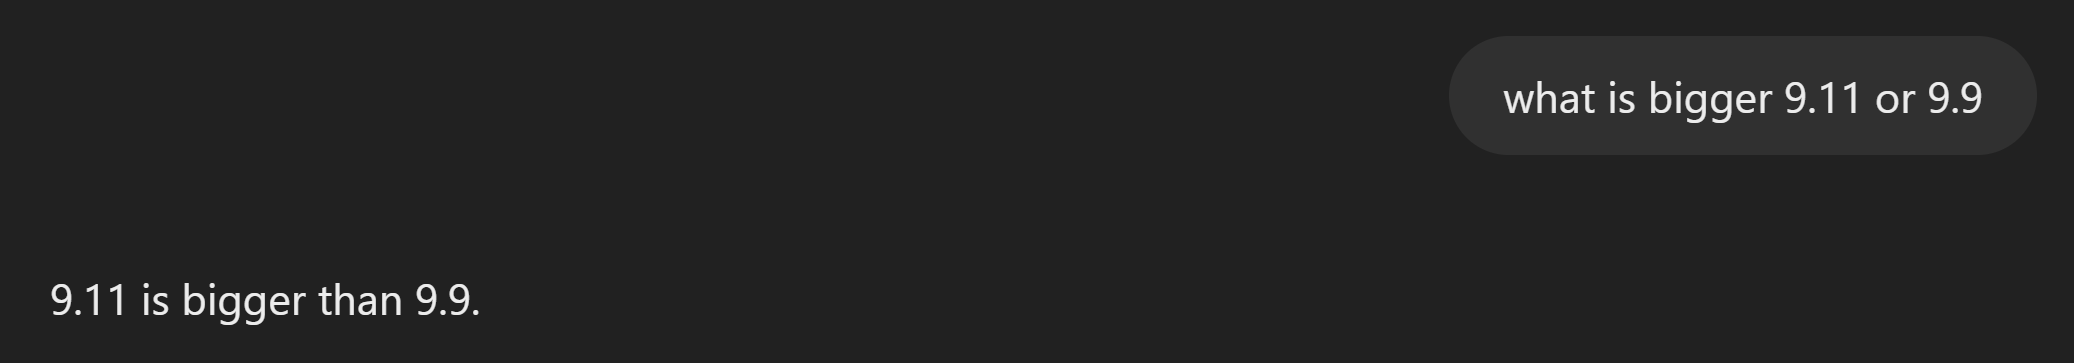 what is bigger 9.11 or 9.9
9.11 is bigger than 9.9.